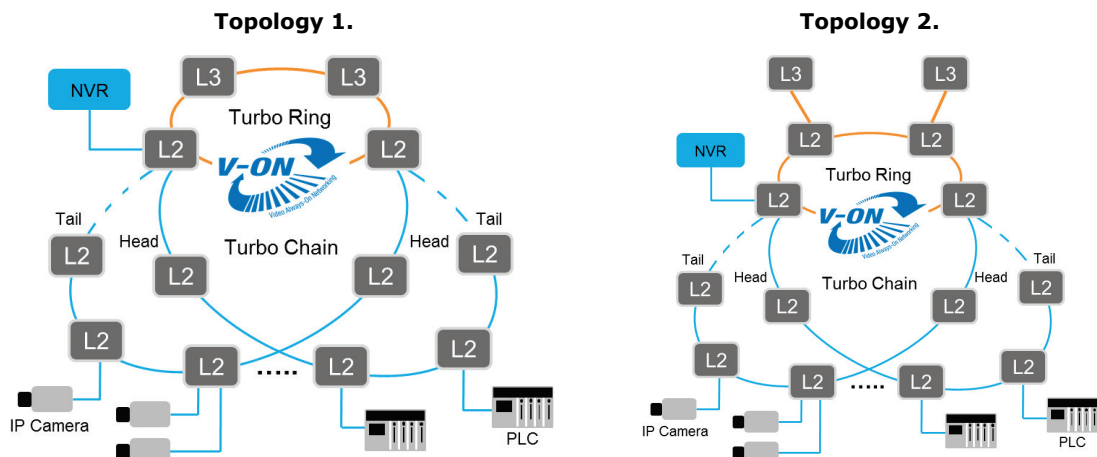 Topology 1.
L3
L3
NVR
Turbo Ring
L2
L2
V-ON
Video Always-On Networking
Tail
Tail
Head
Head
Turbo Chain
L2
L2
L2
L2
L2
L2
L2
L2
.....
IP Camera
PLC
Topology 2.
L3
L3
L2
L2
NVR
Turbo Ring
L2
L2
V-ON
Video Always-On Networking
Tail
Tail
Head
Head
Turbo Chain
L2
L2
L2
L2
L2
L2
L2
L2
.....
IP Camera
PLC